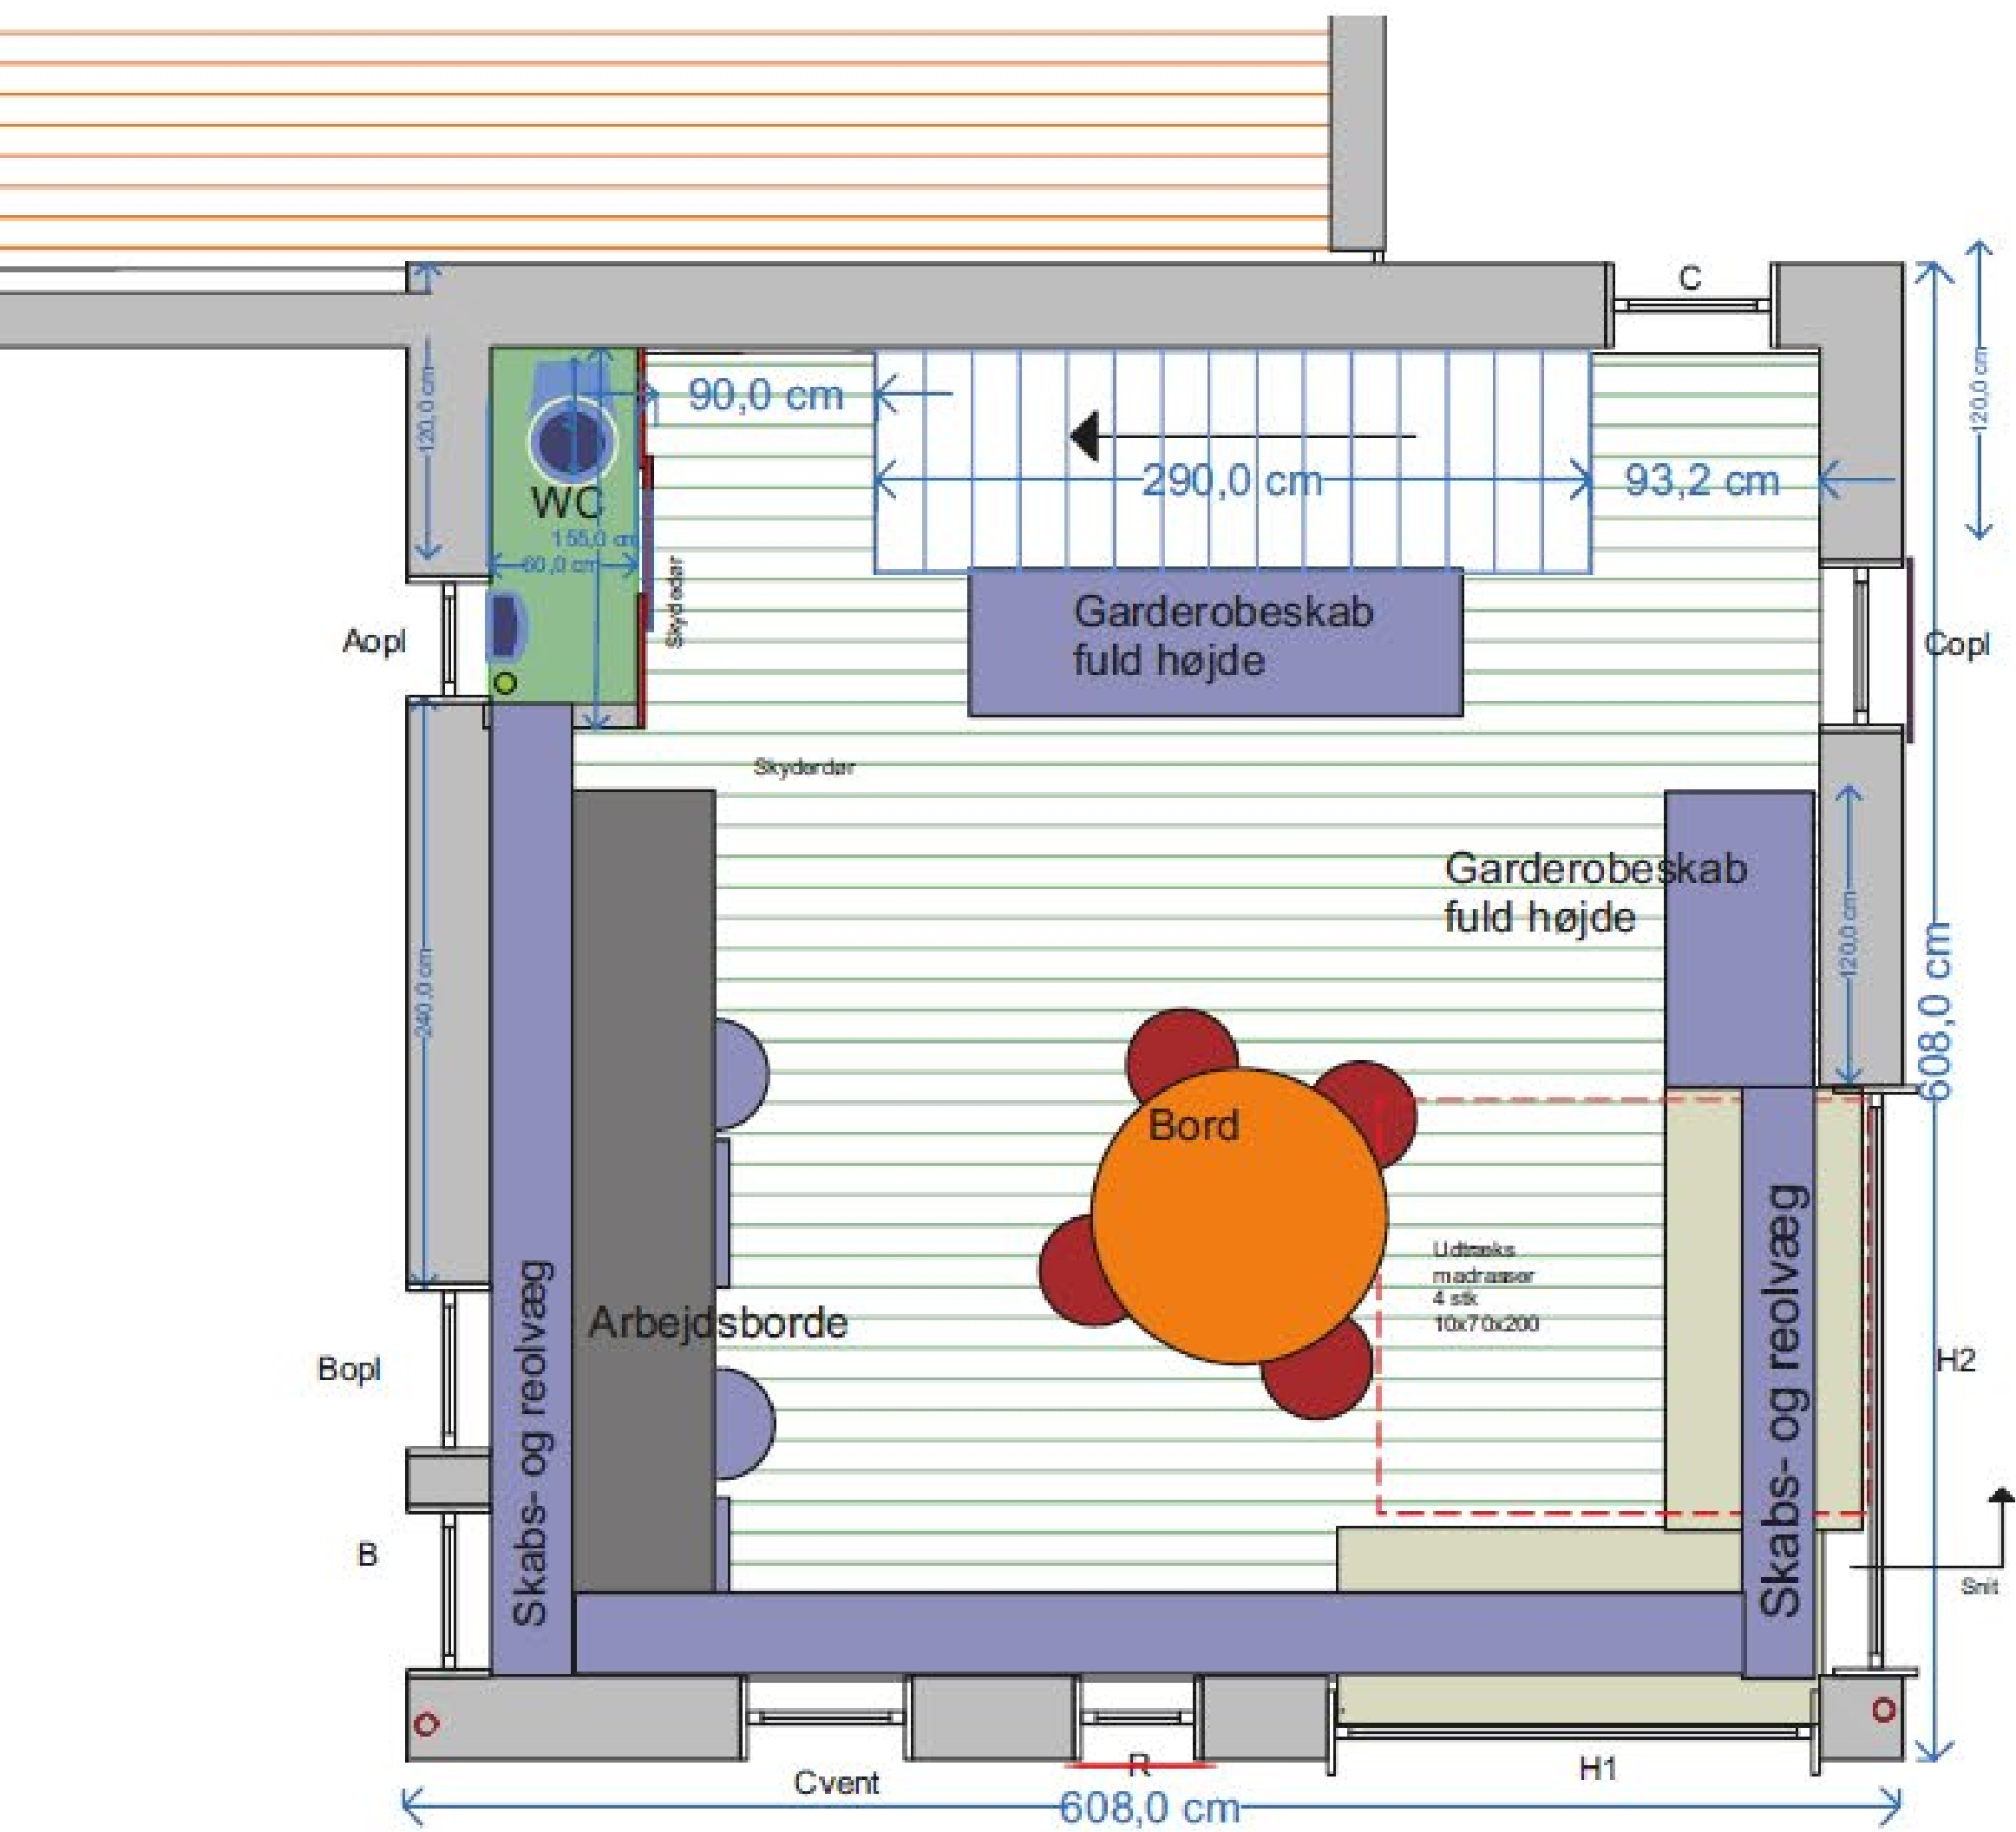 C
90,0 cm
120,0 cm
120,0 cm
290,0 cm
93,2 cm
WC
155,0 cm
60,0 cm
Skydedør
Garderobeskab
fuld højde
Aopl
Copl
Skydedør
Garderobeskab
fuld højde
120,0 cm
608,0 cm
240,0 cm
Bord
Udtræks
madrasser
4 stk
10x70x200
Arbejdsborde
Skabs- og reolvæg
Skabs- og reolvæg
Bopl
H2
B
Snit
R
H1
Cvent
608,0 cm